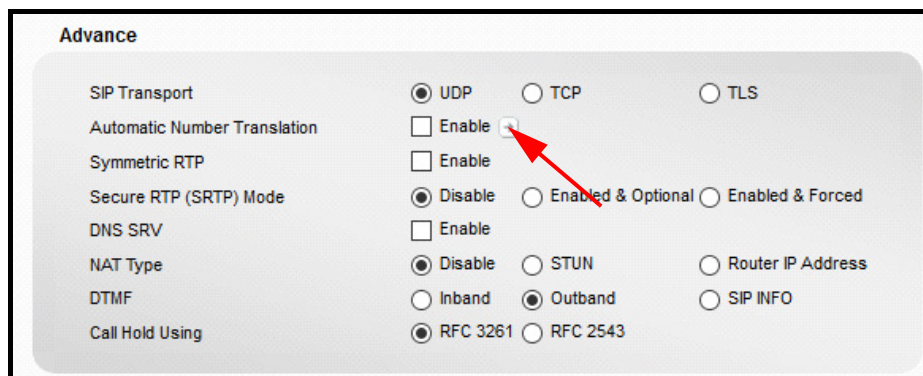 Advance
SIP Transport UDP TCP TLS
Automatic Number Translation Enable
Symmetric RTP Enable
Secure RTP (SRTP) Mode Disable Enabled & Optional Enabled & Forced
DNS SRV Enable
NAT Type Disable STUN Router IP Address
DTMF Inband Outband SIP INFO
Call Hold Using RFC 3261 RFC 2543